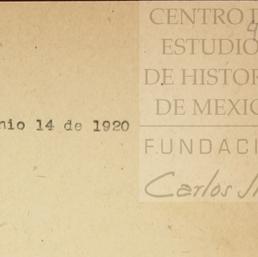 CENTRO D
ESTUDIO
DE HISTOR
DE MEXIC
nio 14 de 1920
FUNDACI
Carlos